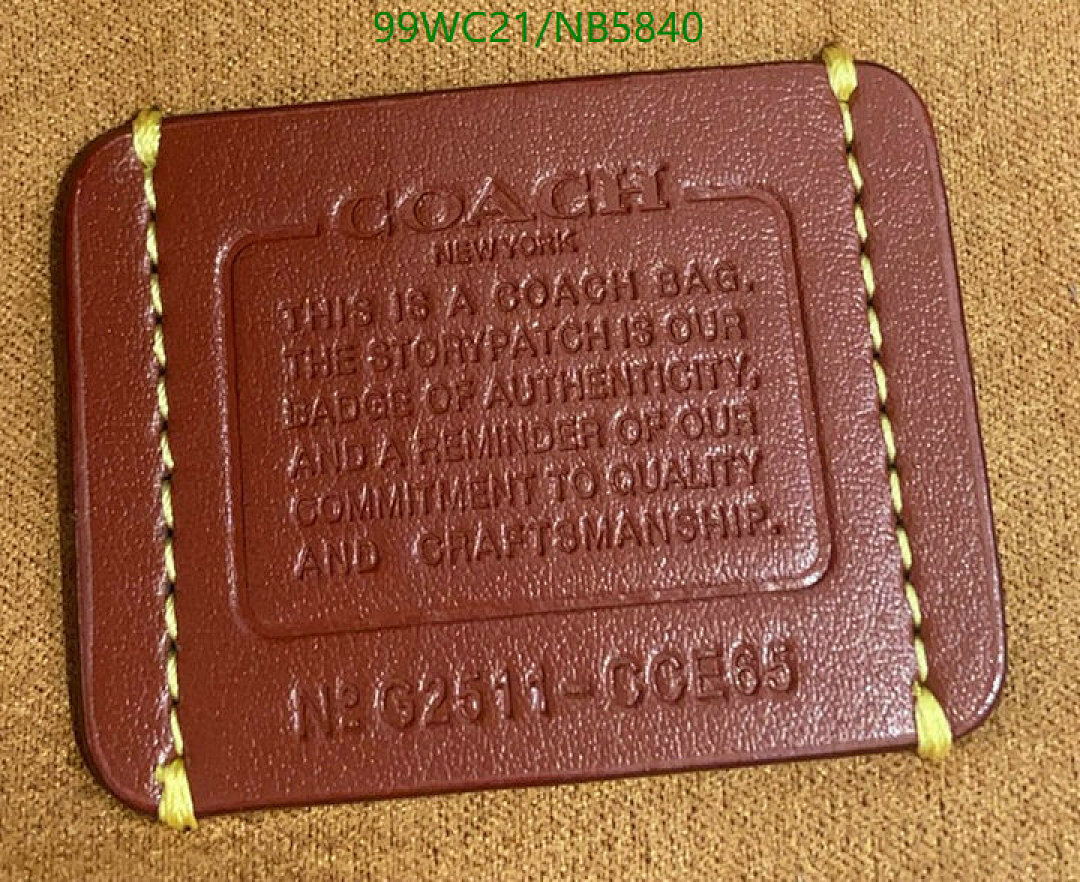 99WC21/NB5840
COACH
NEW YORK
THIS IS A COACH BAG.
THE STORYPATCH IS OUR
BADGE OF AUTHENTICITY,
AND A REMINDER OF OUR
COMMITMENT TO QUALITY
AND CRAFTSMANSHIP.
Nº G2511-CCE65